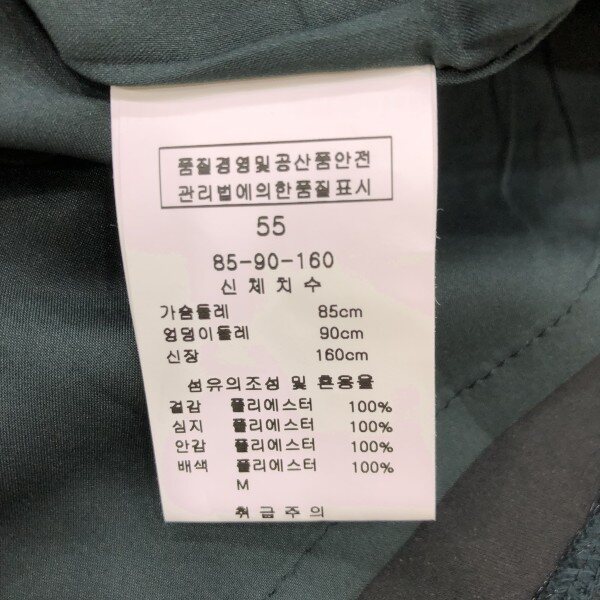 품질경영및공산품안전
관리법에의한품질표시
55
85-90-160
신체치수
가슴둘레 85cm
엉덩이둘레 90cm
신장 160cm
섬유의조성 및 혼용율
겉감 폴리에스터 100%
심지 폴리에스터 100%
안감 폴리에스터 100%
배색 폴리에스터 100%
M
취급주의